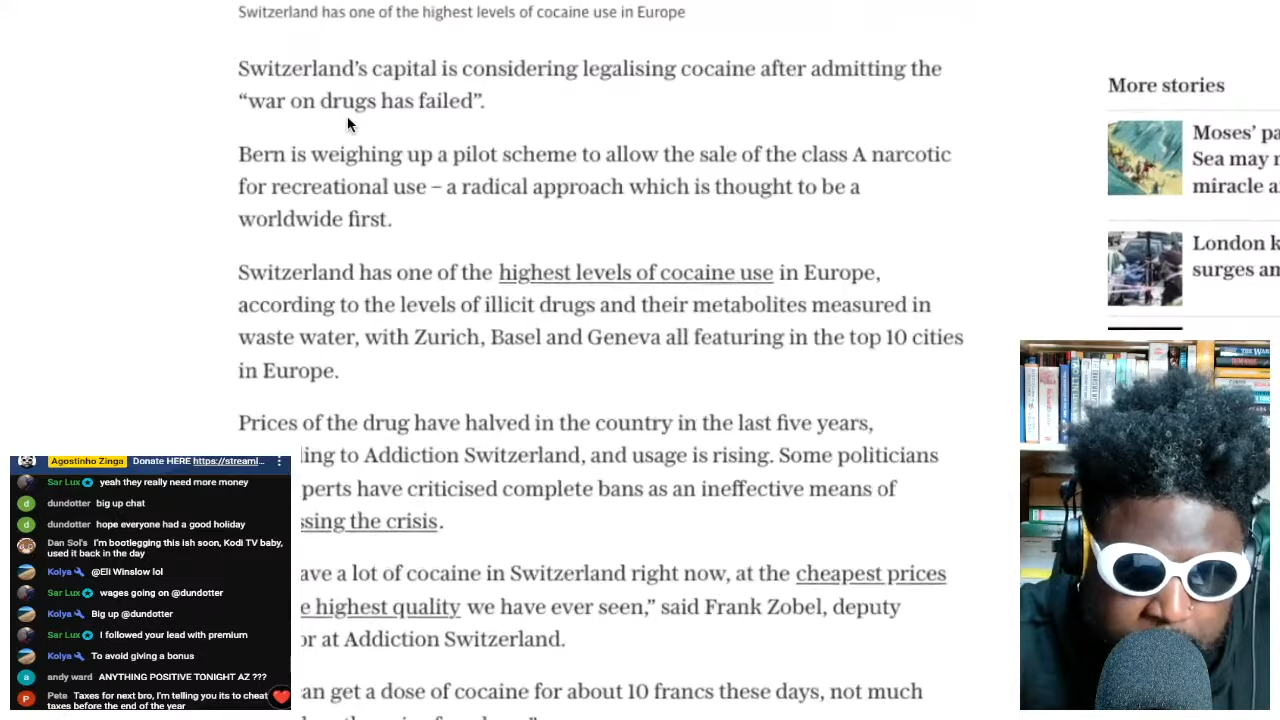 Switzerland has one of the highest levels of cocaine use in Europe
Switzerland's capital is considering legalising cocaine after admitting the
“war on drugs has failed”.
Bern is weighing up a pilot scheme to allow the sale of the class A narcotic
for recreational use – a radical approach which is thought to be a
worldwide first.
Switzerland has one of the highest levels of cocaine use in Europe,
according to the levels of illicit drugs and their metabolites measured in
waste water, with Zurich, Basel and Geneva all featuring in the top 10 cities
in Europe.
Prices of the drug have halved in the country in the last five years,
ling to Addiction Switzerland, and usage is rising. Some politicians
perts have criticised complete bans as an ineffective means of
ssing the crisis.
ave a lot of cocaine in Switzerland right now, at the cheapest prices
e highest quality we have ever seen,” said Frank Zobel, deputy
or at Addiction Switzerland.
an get a dose of cocaine for about 10 francs these days, not much
More stories
Moses' pa
Sea may r
miracle a
London k
surges an
Agostinho Zinga Donate HERE https://streaml...
Sar Lux yeah they really need more money
dundotter big up chat
dundotter hope everyone had a good holiday
Dan Sol's I'm bootlegging this ish soon, Kodi TV baby,
used it back in the day
Kolya @Eli Winslow lol
Sar Lux wages going on @dundotter
Kolya Big up @dundotter
Sar Lux I followed your lead with premium
Kolya To avoid giving a bonus
andy ward ANYTHING POSITIVE TONIGHT AZ ???
Pete Taxes for next bro, I'm telling you its to cheat
taxes before the end of the year
THE WAR